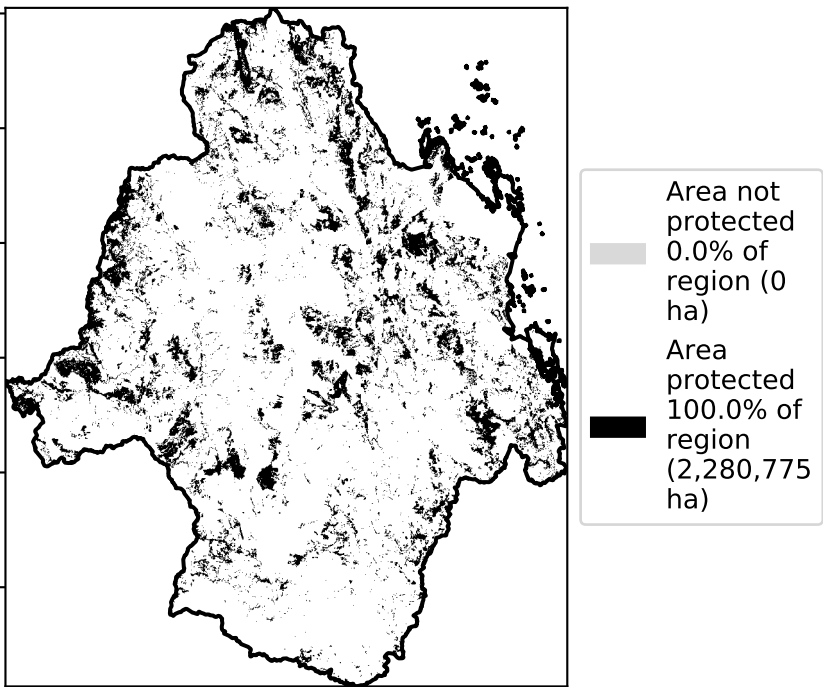 Area not
protected
0.0% of
region (0
ha)
Area
protected
100.0% of
region
(2,280,775
ha)